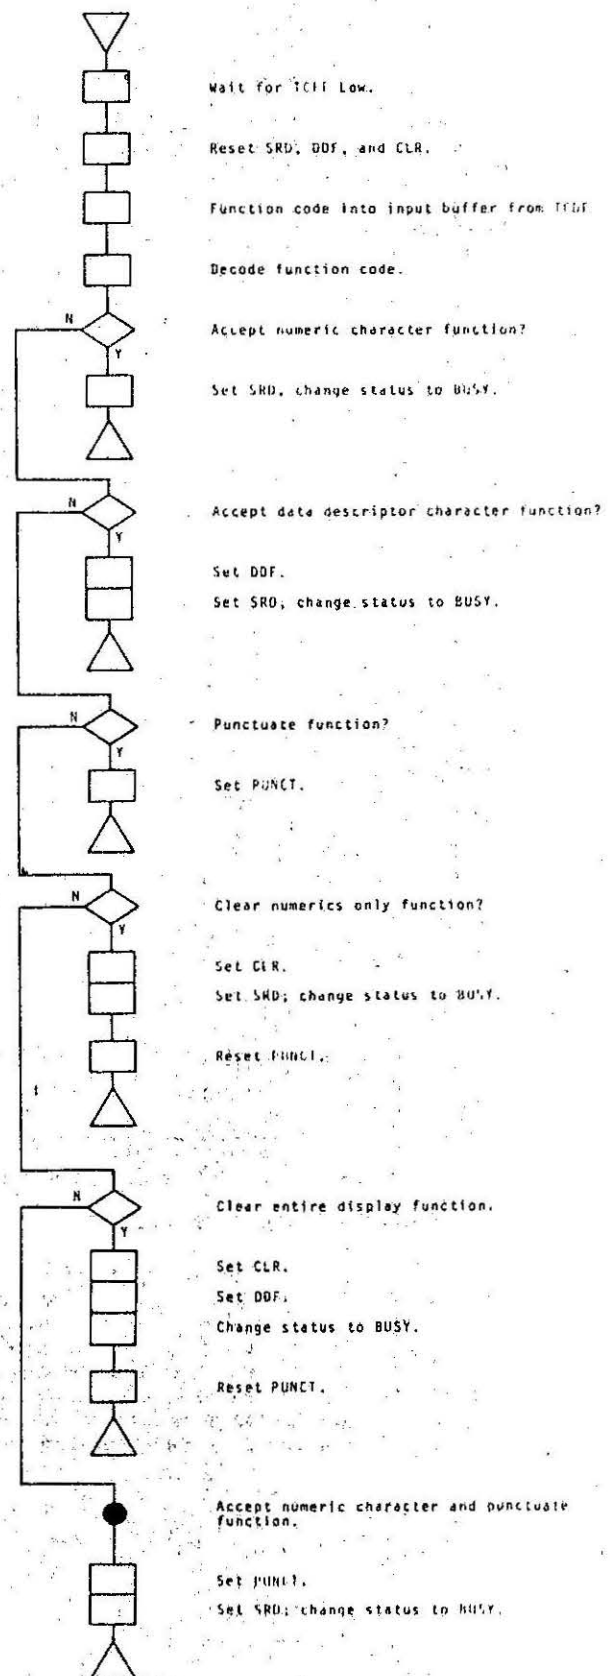 Wait for TCFF Low.
Reset SRD, DDF, and CLR.
Function code into input buffer from
Decode function code.
N
Accept numeric character function?
Y
Set SRD, change status to BUSY.
N
Accept data descriptor character function?
Y
Set DDF.
Set SRD; change status to BUSY.
N
Punctuate function?
Y
Set PUNCT.
N
Clear numerics only function?
Y
Set CLR.
Set SRD; change status to BUSY.
Reset PUNCT.
N
Clear entire display function.
Y
Set CLR.
Set DDF.
Change status to BUSY.
Reset PUNCT.
Accept numeric character and punctuate
function.
Set PUNCT.
Set SRD; change status to BUSY.